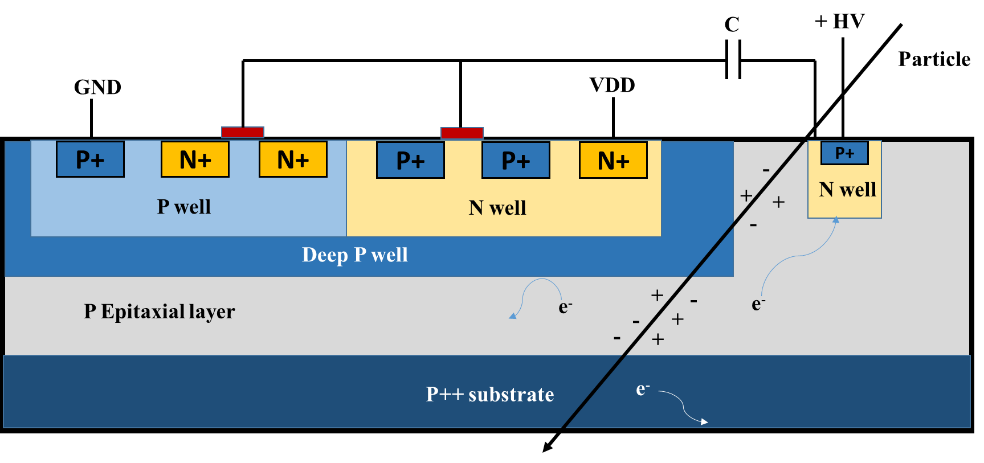 C
+ HV
Particle
GND
VDD
P+
N+
N+
P+
P+
N+
P+
P well
N well
N well
Deep P well
- + + -
e-
e-
P Epitaxial layer
+ - - + - +
P++ substrate
e-